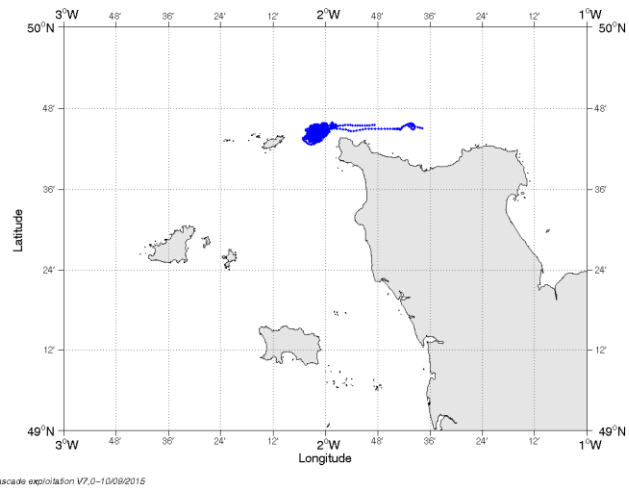 3°W 48' 36' 24' 12' 2°W 48' 36' 24' 12' 1°W
50°N 50°N
48' 48'
36' 36'
24' 24'
12' 12'
49°N 49°N
3°W 48' 36' 24' 12' 2°W 48' 36' 24' 12' 1°W
Latitude
Longitude
ascade exploitation V7,0-10/09/2015